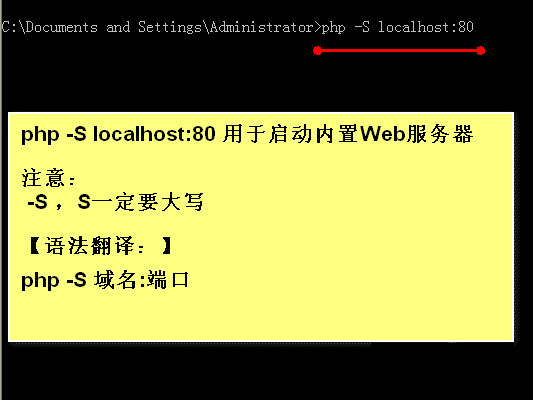 C:\Documents and Settings\Administrator>php -S localhost:80
php -S localhost:80 用于启动内置Web服务器
注意：
-S ，S一定要大写
【语法翻译：】
php -S 域名:端口